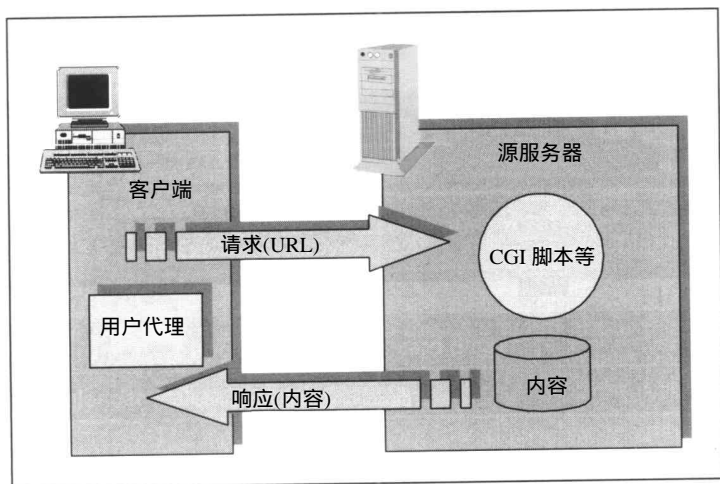 客户端
源服务器
请求(URL)
CGI 脚本等
用户代理
响应(内容)
内容